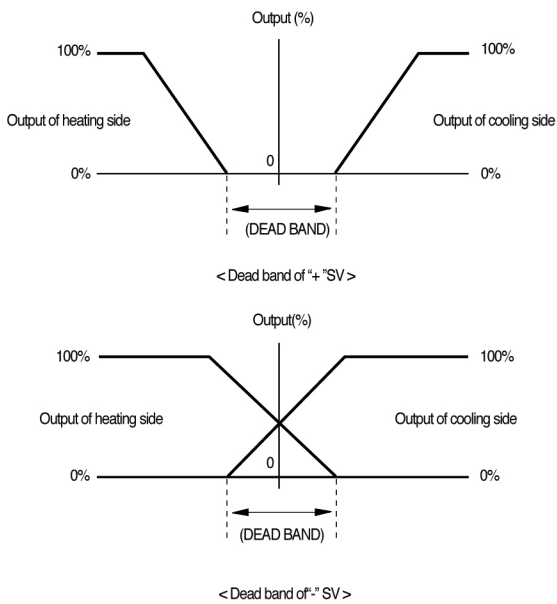 Output (%)
100%
100%
Output of heating side
Output of cooling side
0
0%
0%
(DEAD BAND)
< Dead band of “+ ”SV >
Output(%)
100%
100%
Output of heating side
Output of cooling side
0
0%
0%
(DEAD BAND)
< Dead band of“-” SV >